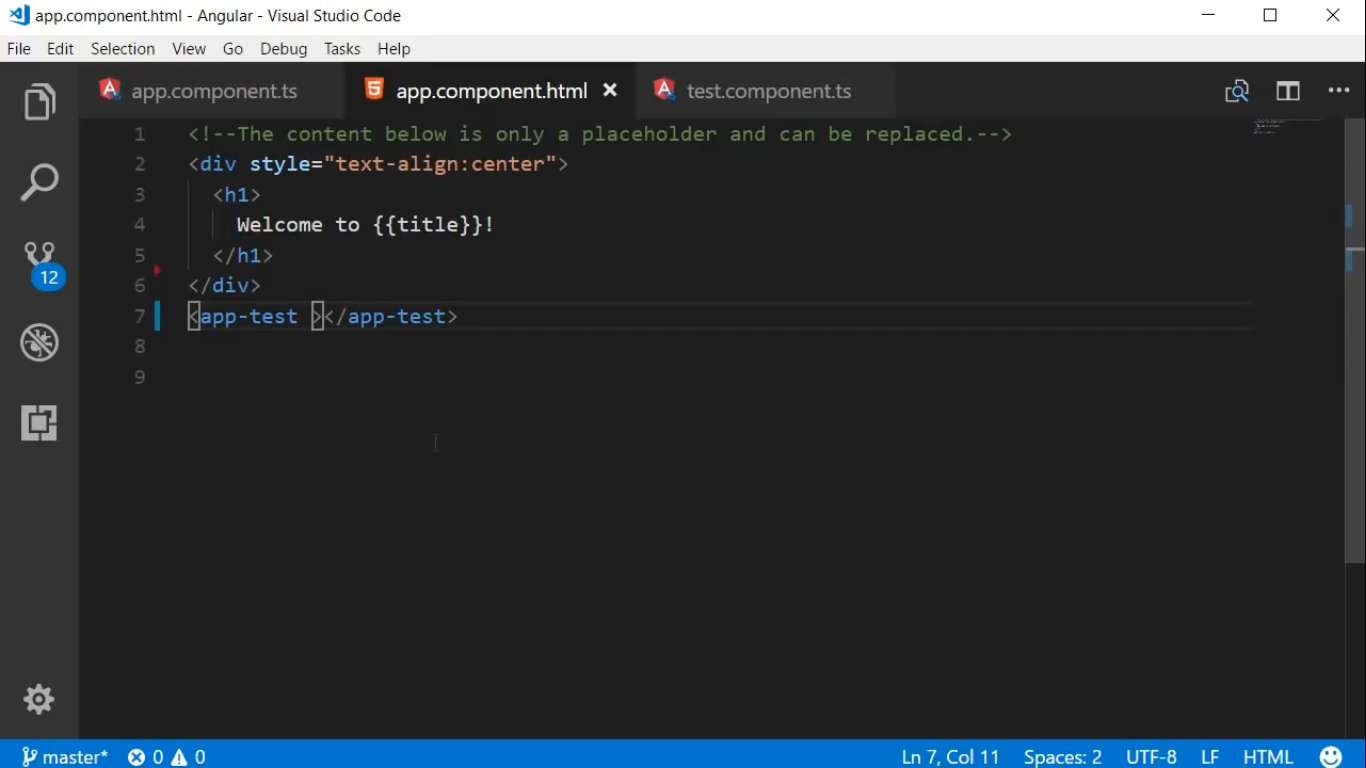 app.component.html - Angular - Visual Studio Code
File Edit Selection View Go Debug Tasks Help
app.component.ts app.component.html test.component.ts
1 <!--The content below is only a placeholder and can be replaced.-->
2 <div style="text-align:center">
3 <h1>
4 Welcome to {{title}}!
5 </h1>
6 </div>
7 <app-test ></app-test>
8
9
12
master* 0 0 Ln 7, Col 11 Spaces: 2 UTF-8 LF HTML